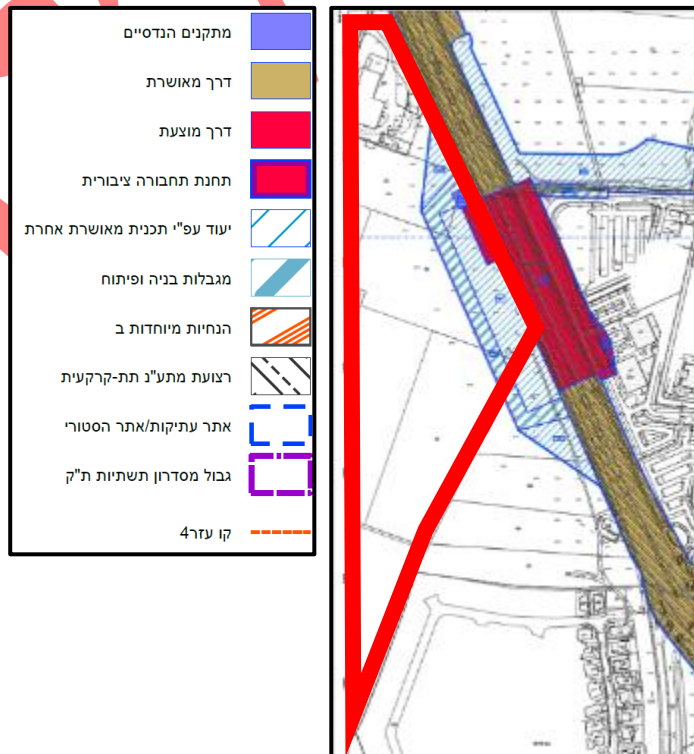 מתקנים הנדסיים
דרך מאושרת
דרך מוצעת
תחנת תחבורה ציבורית
יעוד עפ"י תכנית מאושרת אחרת
מגבלות בניה ופיתוח
הנחיות מיוחדות ב
רצועת מתע"נ תת-קרקעית
אתר עתיקות/אתר הסטורי
גבול מסדרון תשתיות ת"ק
קו עזר4